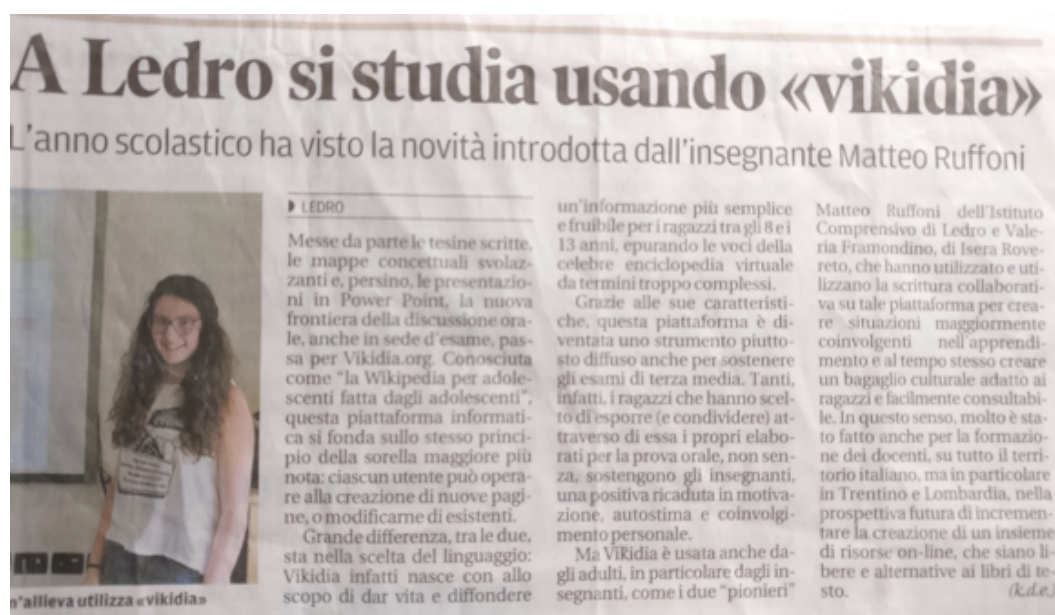 A Ledro si studia usando «vikidia»
L'anno scolastico ha visto la novità introdotta dall'insegnante Matteo Ruffoni
n'allieva utilizza «vikidia»
LEDRO
Messe da parte le tesine scritte,
le mappe concettuali svolaz-
zanti e, persino, le presentazio-
ni in Power Point, la nuova
frontiera della discussione ora-
le, anche in sede d'esame, pas-
sa per Vikidia.org. Conosciuta
come "la Wikipedia per adole-
scenti fatta dagli adolescenti",
questa piattaforma informati-
ca si fonda sullo stesso princi-
pio della sorella maggiore più
nota: ciascun utente può opera-
re alla creazione di nuove pagi-
ne, o modificarne di esistenti.
Grande differenza, tra le due,
sta nella scelta del linguaggio:
Vikidia infatti nasce con allo
scopo di dar vita e diffondere
un'informazione più semplice
e fruibile per i ragazzi tra gli 8 e i
13 anni, epurando le voci della
celebre enciclopedia virtuale
da termini troppo complessi.
Grazie alle sue caratteristi-
che, questa piattaforma è di-
ventata uno strumento piutto-
sto diffuso anche per sostenere
gli esami di terza media. Tanti,
infatti, i ragazzi che hanno scel-
to di esporre (e condividere) at-
traverso di essa i propri elabo-
rati per la prova orale, non sen-
za, sostengono gli insegnanti,
una positiva ricaduta in motiva-
zione, autostima e coinvolgi-
mento personale.
Ma Vikidia è usata anche da-
gli adulti, in particolare dagli in-
segnanti, come i due "pionieri"
Matteo Ruffoni dell'Istituto
Comprensivo di Ledro e Vale-
ria Framondino, di Isera Rove-
reto, che hanno utilizzato e uti-
lizzano la scrittura collaborati-
va su tale piattaforma per crea-
re situazioni maggiormente
coinvolgenti nell'apprendi-
mento e al tempo stesso creare
un bagaglio culturale adatto ai
ragazzi e facilmente consultabi-
le. In questo senso, molto è sta-
to fatto anche per la formazio-
ne dei docenti, su tutto il terri-
torio italiano, ma in particolare
in Trentino e Lombardia, nella
prospettiva futura di incremen-
tare la creazione di un insieme
di risorse on-line, che siano li-
bere e alternative ai libri di te-
sto. (k.d.e.)